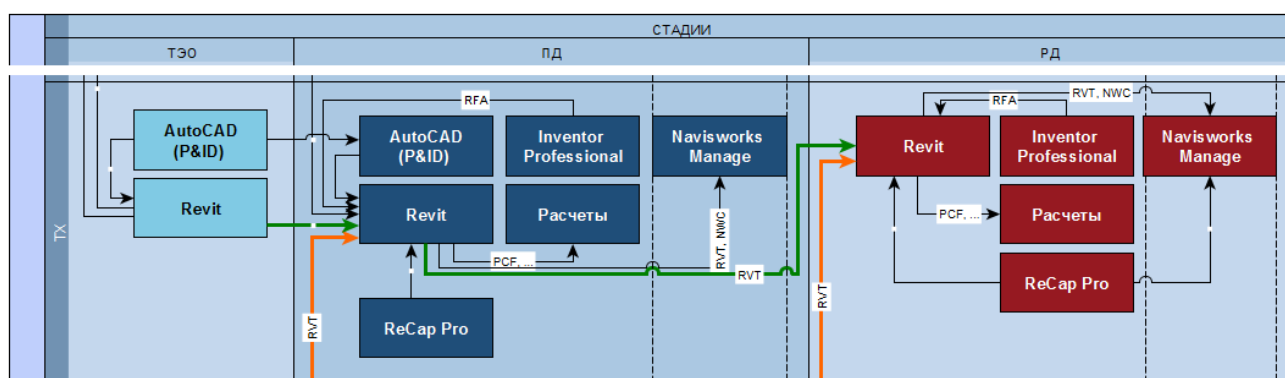 СТАДИИ
ТЭО
ПД
РД
ТХ
AutoCAD
(P&ID)
Revit
RFA
AutoCAD
(P&ID)
Inventor
Professional
Navisworks
Manage
Revit
Расчеты
PCF, ...
RVT, NWC
RVT
RVT
ReCap Pro
RVT, NWC
RFA
Revit
Inventor
Professional
Navisworks
Manage
PCF, ...
Расчеты
ReCap Pro
RVT